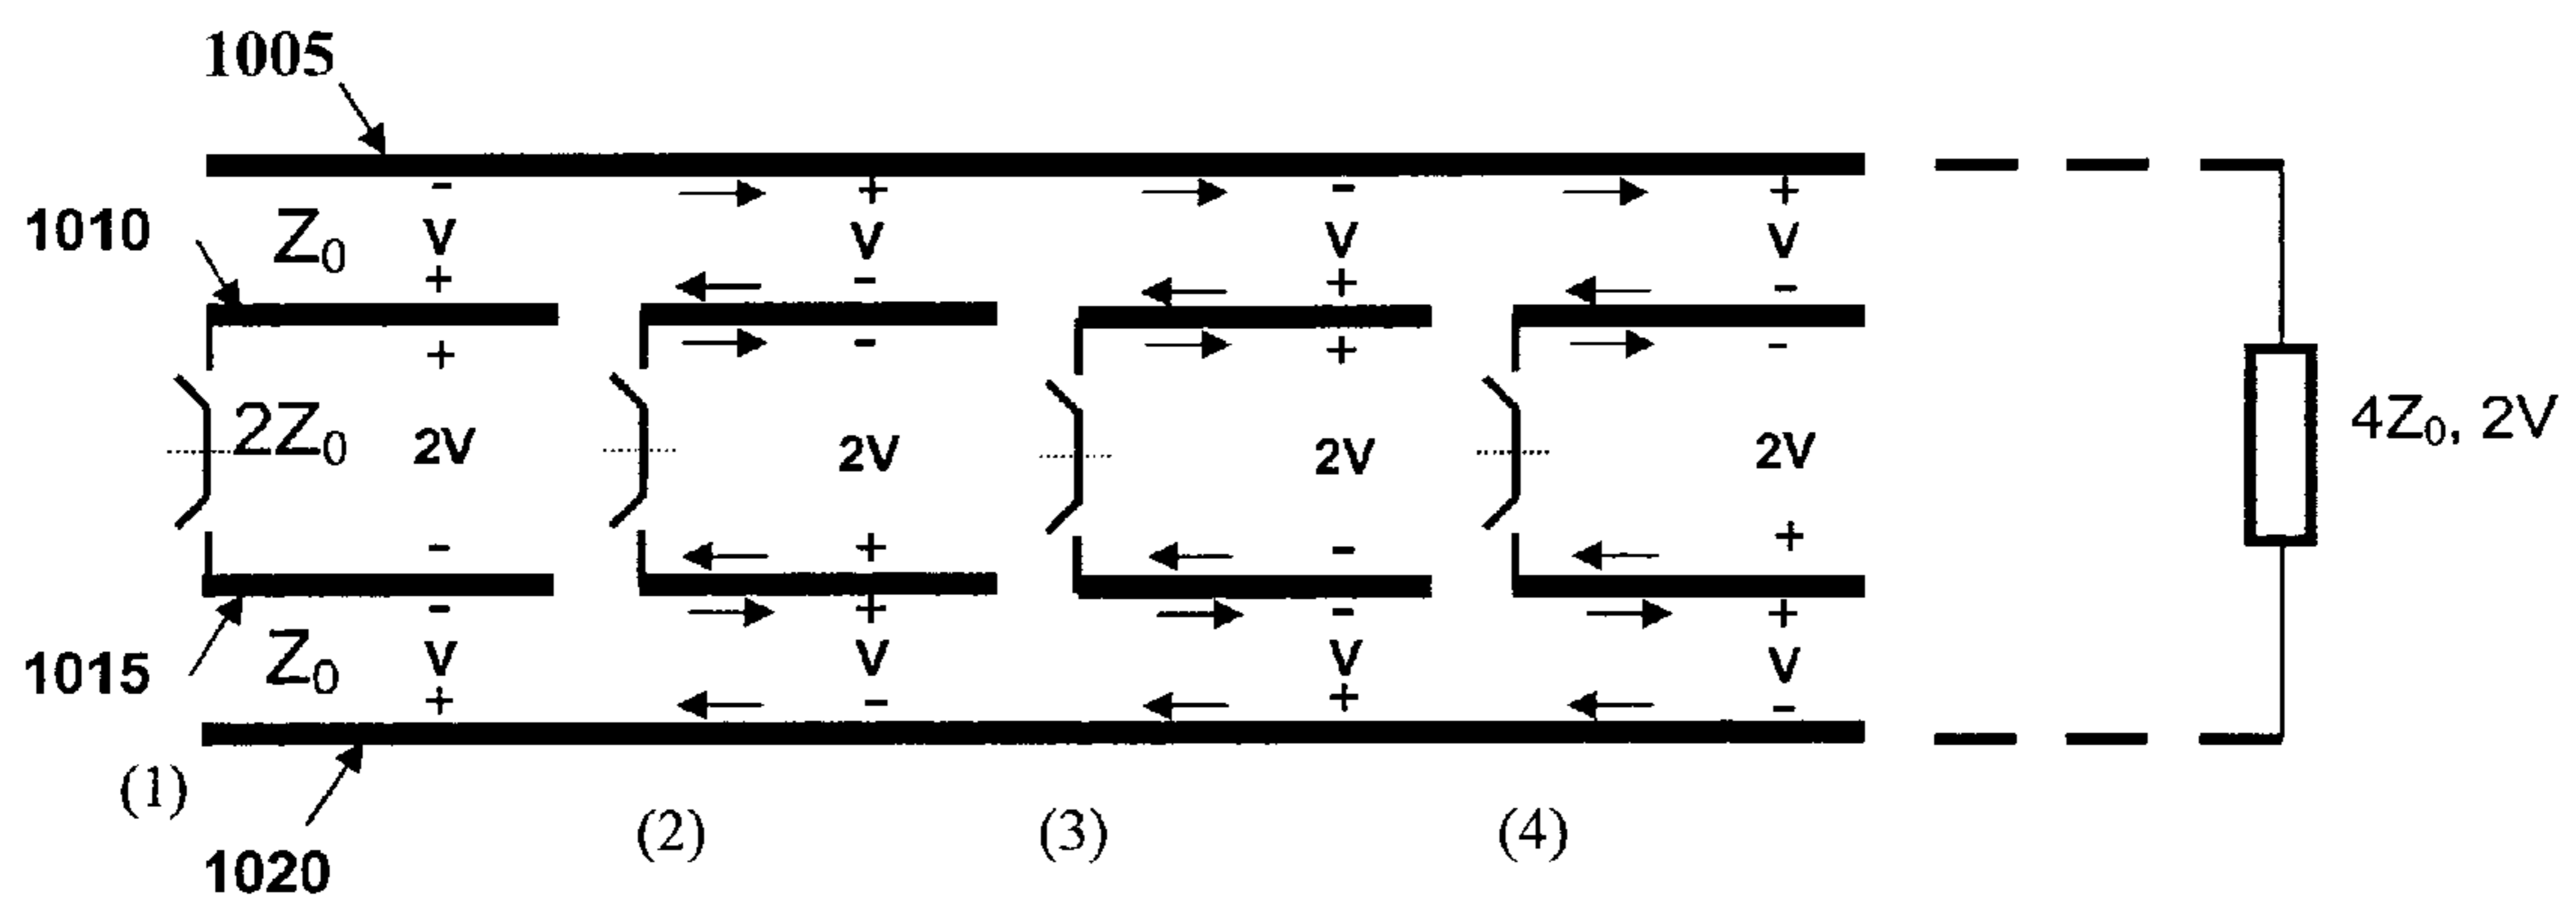 1005
- + - +
1010 Z₀ V V V V
+ - + -
+ - + -
2Z₀ 2V 2V 2V 2V 4Z₀, 2V
- + - +
- + - +
1015 Z₀ V V V V
+ - + -
(1) (2) (3) (4)
1020